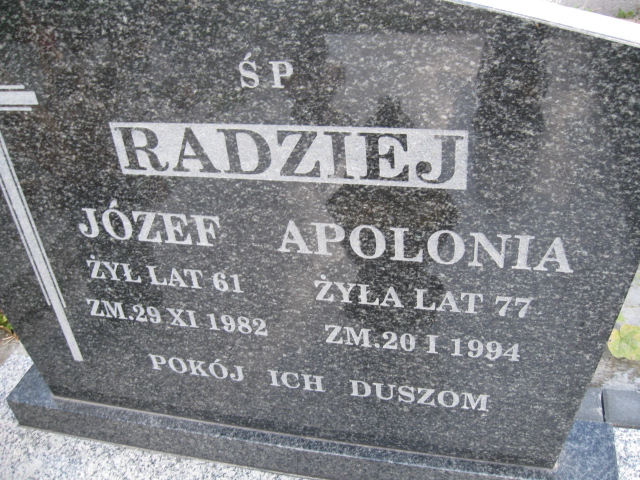 ŚP
RADZIEJ
JÓZEF
ŻYŁ LAT 61
ZM.29 XI 1982
APOLONIA
ŻYŁA LAT 77
ZM.20 I 1994
POKÓJ ICH DUSZOM